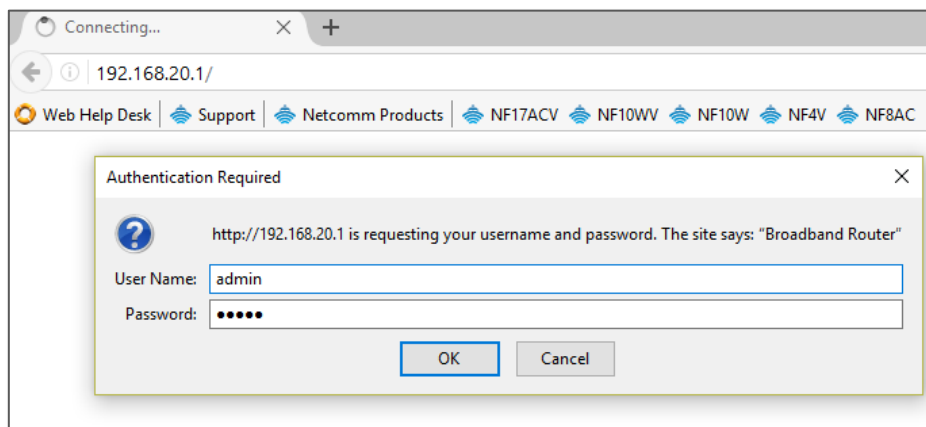 Connecting...
192.168.20.1/
Web Help Desk Support Netcomm Products NF17ACV NF10WV NF10W NF4V NF8AC
Authentication Required
http://192.168.20.1 is requesting your username and password. The site says: "Broadband Router"
User Name: admin
Password: •••••
OK Cancel